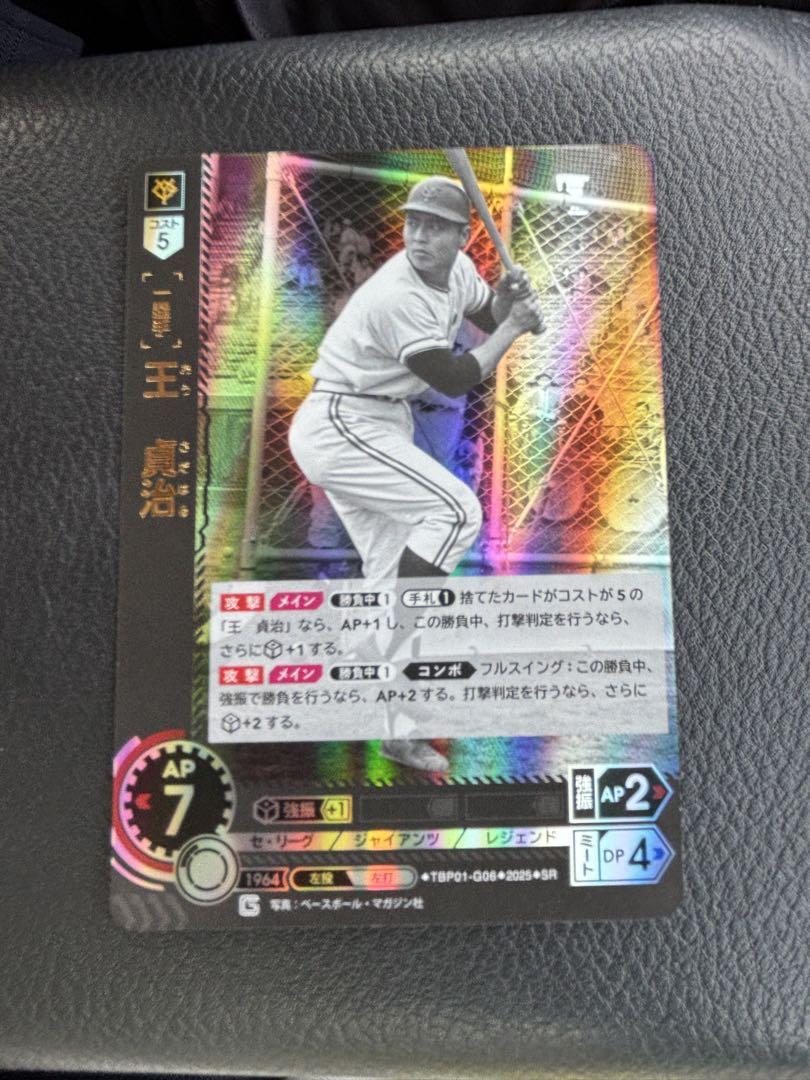 コスト
5
一塁手
王 貞治
おう さだはる
攻撃 メイン 勝負中1 手札1 捨てたカードがコストが5の
「王 貞治」なら、AP+1し、この勝負中、打撃判定を行うなら、
さらに+1する。
攻撃 メイン 勝負中1 コンボ フルスイング：この勝負中、
強振で勝負を行うなら、AP+2する。打撃判定を行うなら、さらに
+2する。
AP
7
強振 +1
強振 AP2
セ・リーグ / ジャイアンツ / レジェンド
ミート DP 4
1964 左投 左打 ◆TBP01-G06◆2025◆SR
G 写真：ベースボール・マガジン社